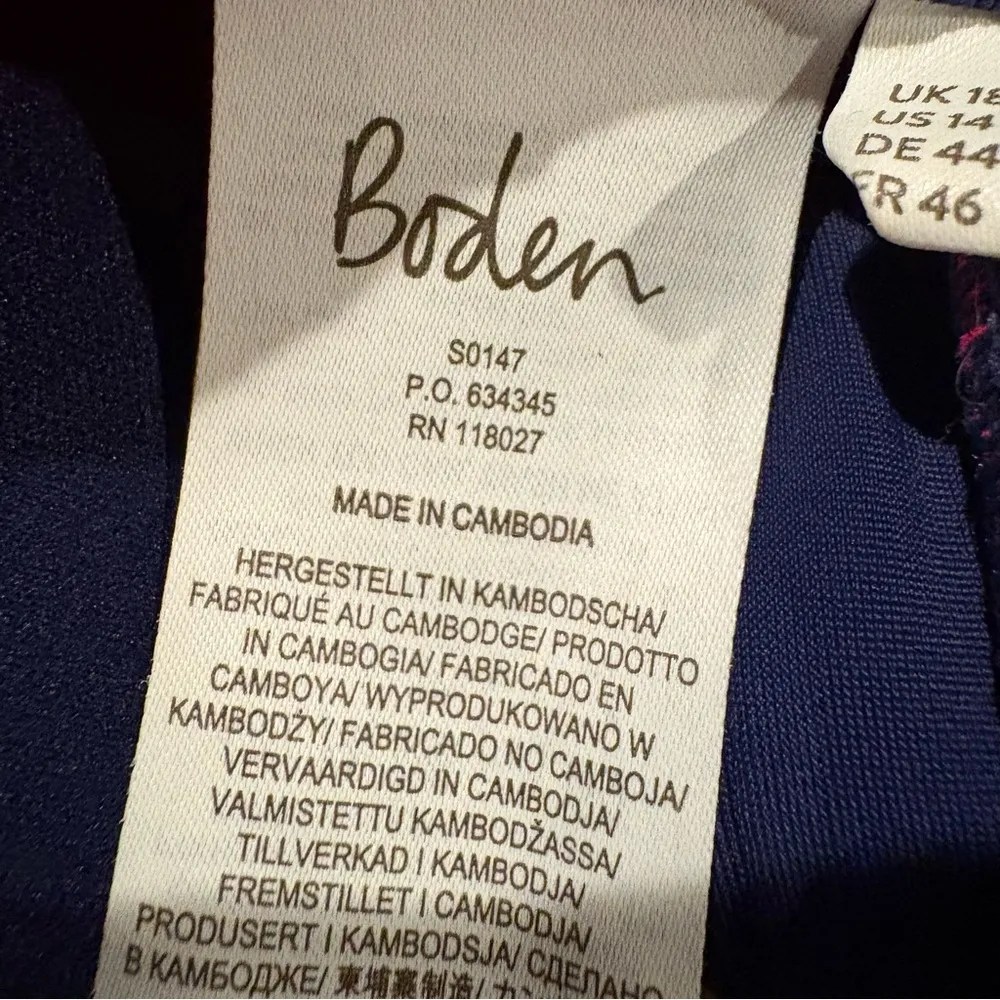 Boden
S0147
P.O. 634345
RN 118027
MADE IN CAMBODIA
HERGESTELLT IN KAMBODSCHA/
FABRIQUÉ AU CAMBODGE/ PRODOTTO
IN CAMBOGIA/ FABRICADO EN
CAMBOYA/ WYPRODUKOWANO W
KAMBODŻY/ FABRICADO NO CAMBOJA/
VERVAARDIGD IN CAMBODJA/
VALMISTETTU KAMBODŽASSA/
TILLVERKAD I KAMBODJA/
FREMSTILLET I CAMBODJA/
PRODUSERT I KAMBODSJA/ СДЕЛАНО
В КАМБОДЖЕ/ 柬埔寨制造/
UK 18
US 14
DE 44
FR 46